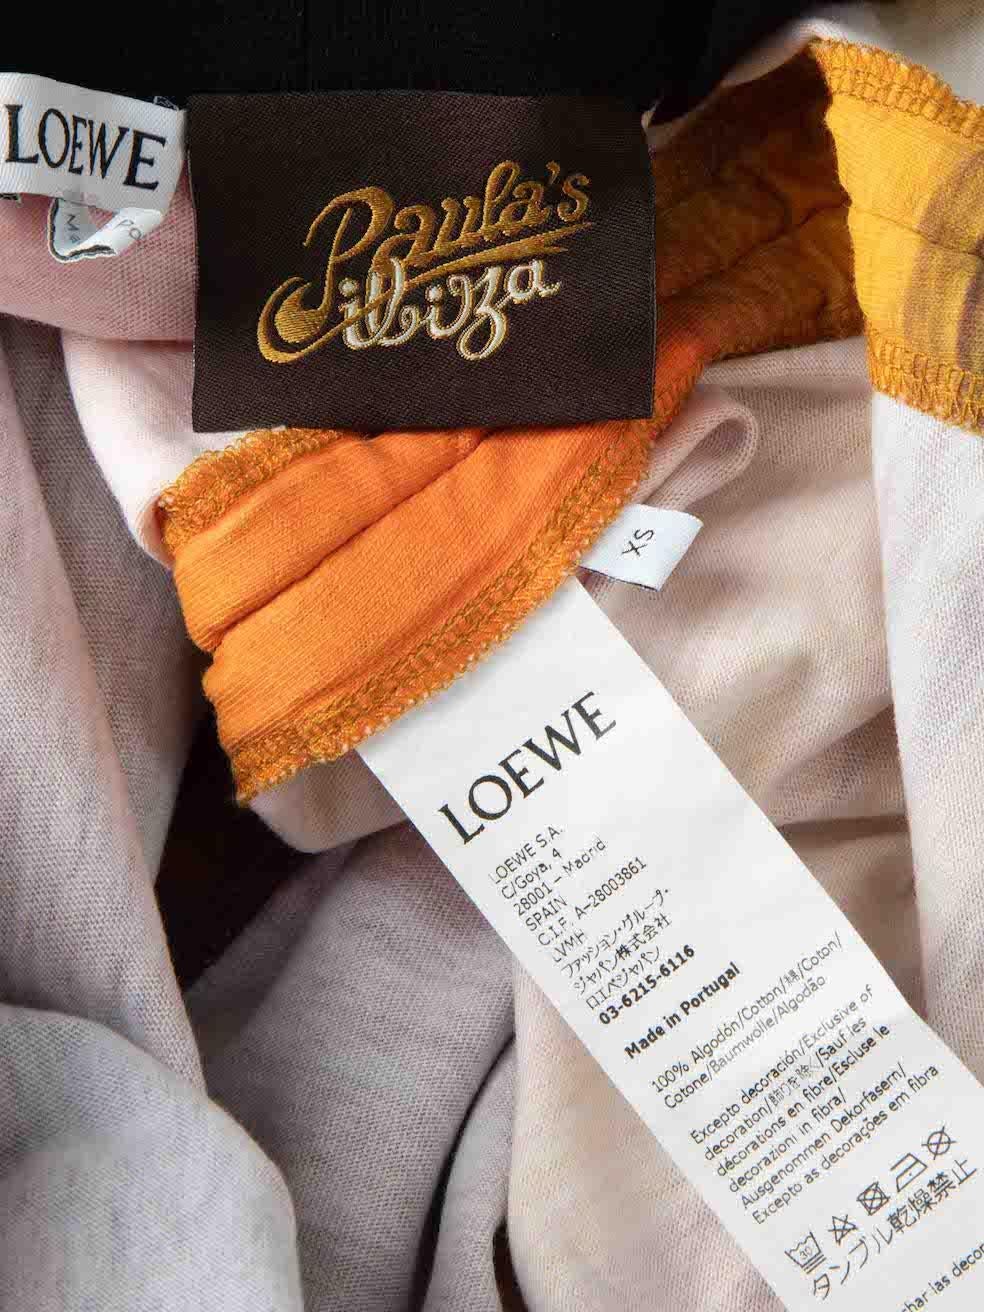 LOEWE
Paula's
ibiza
XS
LOEWE
LOEWE S.A.
C/Goya, 4
28001 - Madrid
SPAIN
C.I.F. A-28003861
LVMH
ファッション・グループ・
ジャパン株式会社
ロエベジャパン
03-6215-6116
Made in Portugal
100% Algodón/Cotton/綿/Coton/
Cotone/Baumwolle/Algodão
Excepto decoración/Exclusive of
decoration/飾りを除く/Sauf les
décorations en fibre/Escluse le
decorazioni in fibra/
Ausgenommen Dekorfasern/
Excepto as decorações em fibra
30
タンブル乾燥禁止